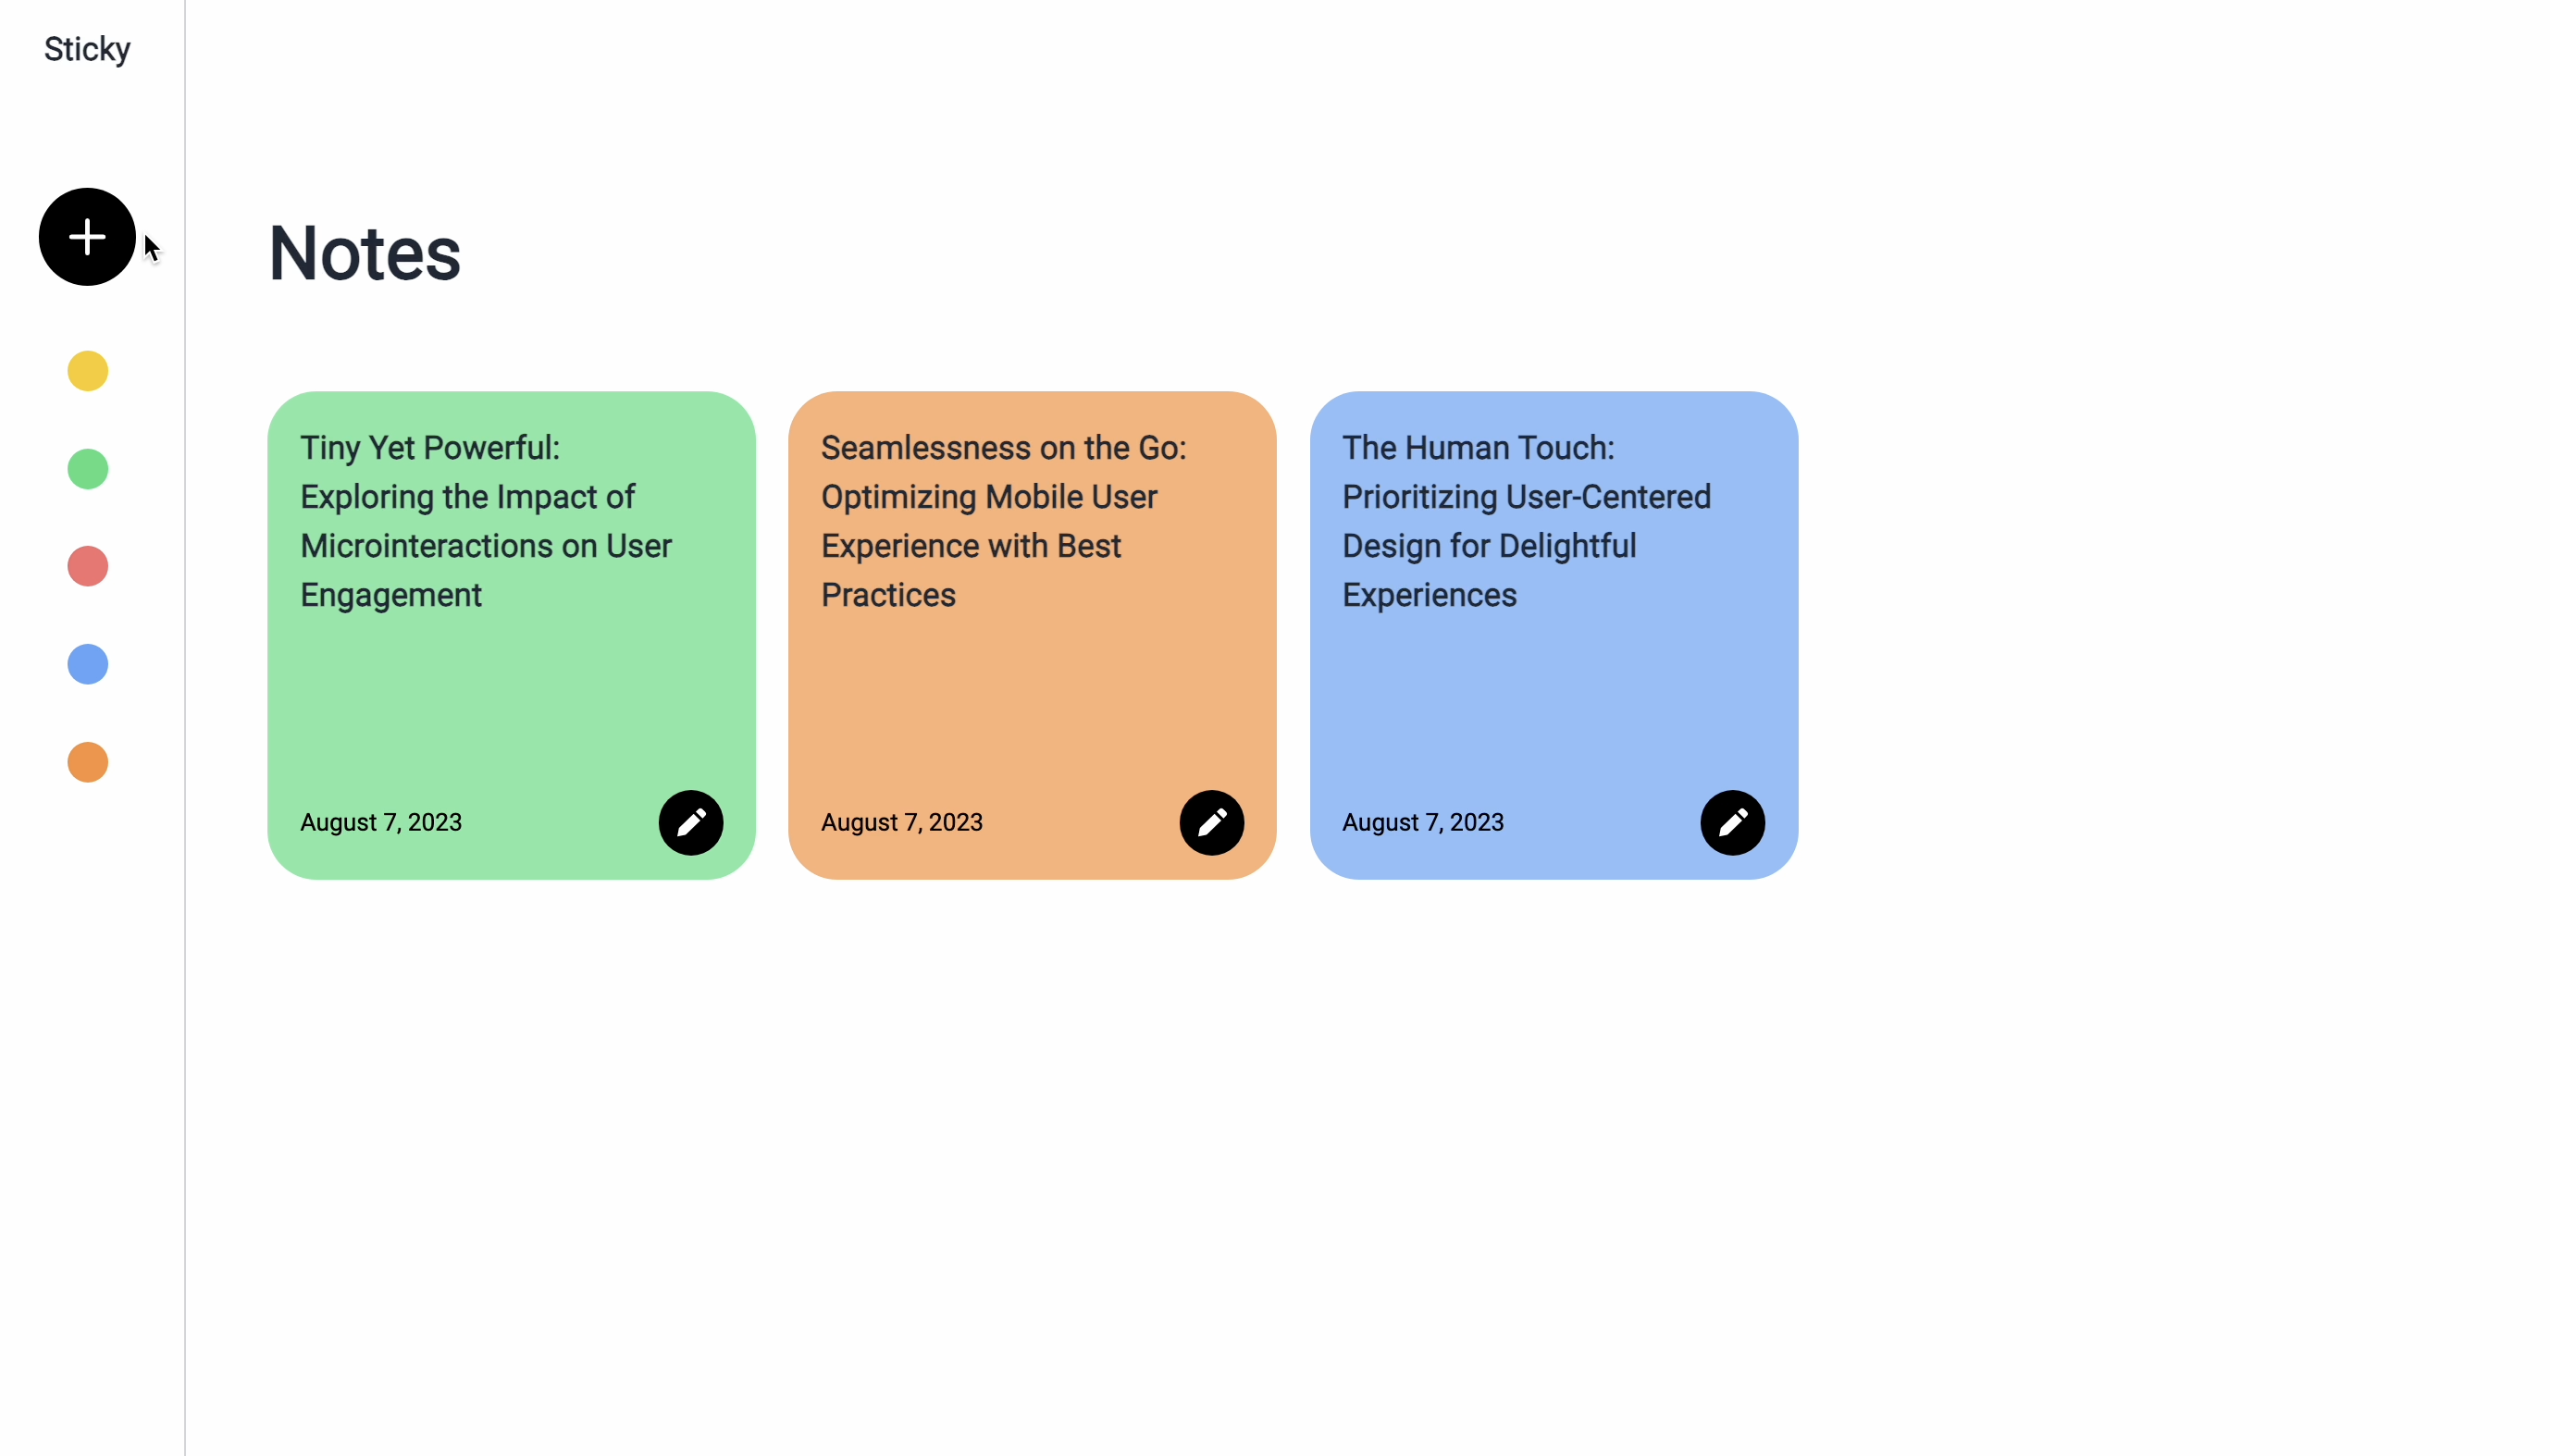 Sticky
Notes
Tiny Yet Powerful:
Exploring the Impact of
Microinteractions on User
Engagement
August 7, 2023
Seamlessness on the Go:
Optimizing Mobile User
Experience with Best
Practices
August 7, 2023
The Human Touch:
Prioritizing User-Centered
Design for Delightful
Experiences
August 7, 2023